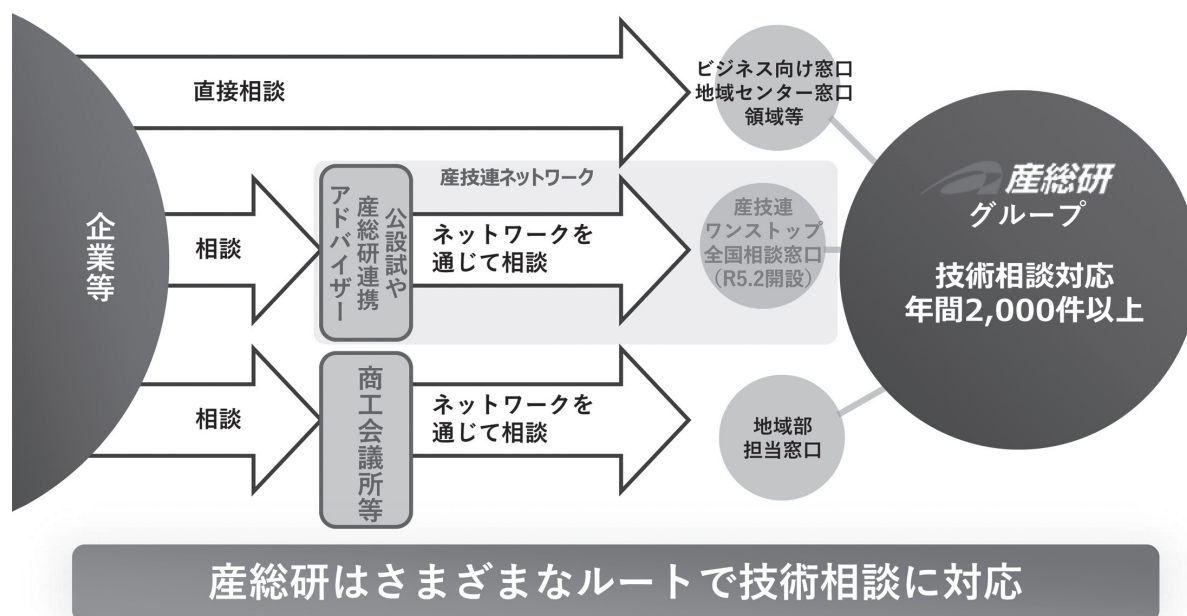 企業等
直接相談
ビジネス向け窓口
地域センター窓口
領域等
相談
公設試や
産総研連携
アドバイザー
産技連ネットワーク
ネットワークを
通じて相談
産技連
ワンストップ
全国相談窓口
（R5.2開設）
相談
商工会議所等
ネットワークを
通じて相談
地域部
担当窓口
産総研
グループ
技術相談対応
年間2,000件以上
産総研はさまざまなルートで技術相談に対応